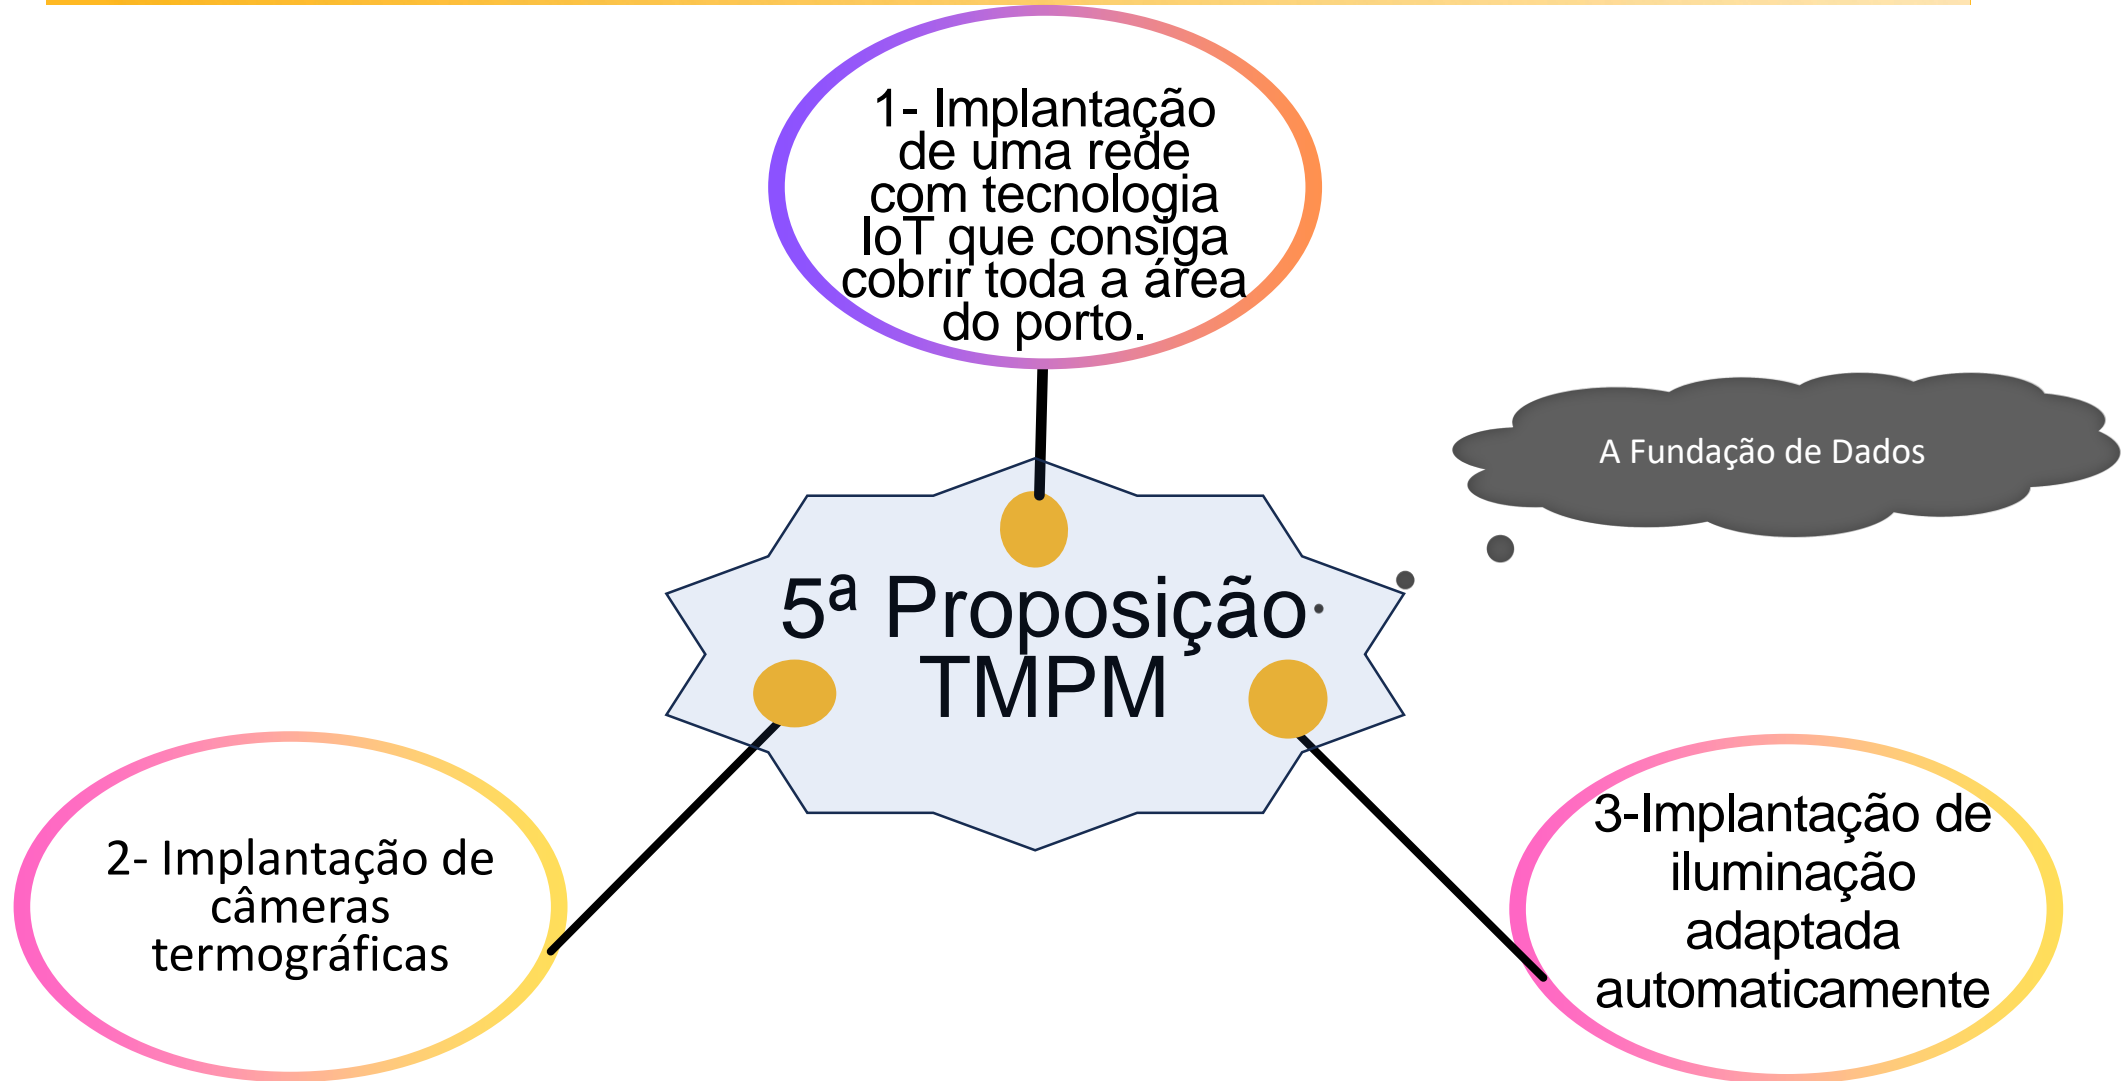 1- Implantação
de uma rede
com tecnologia
IoT que consiga
cobrir toda a área
do porto.
A Fundação de Dados
5ª Proposição
TMPM
2- Implantação de
câmeras
termográficas
3-Implantação de
iluminação
adaptada
automaticamente